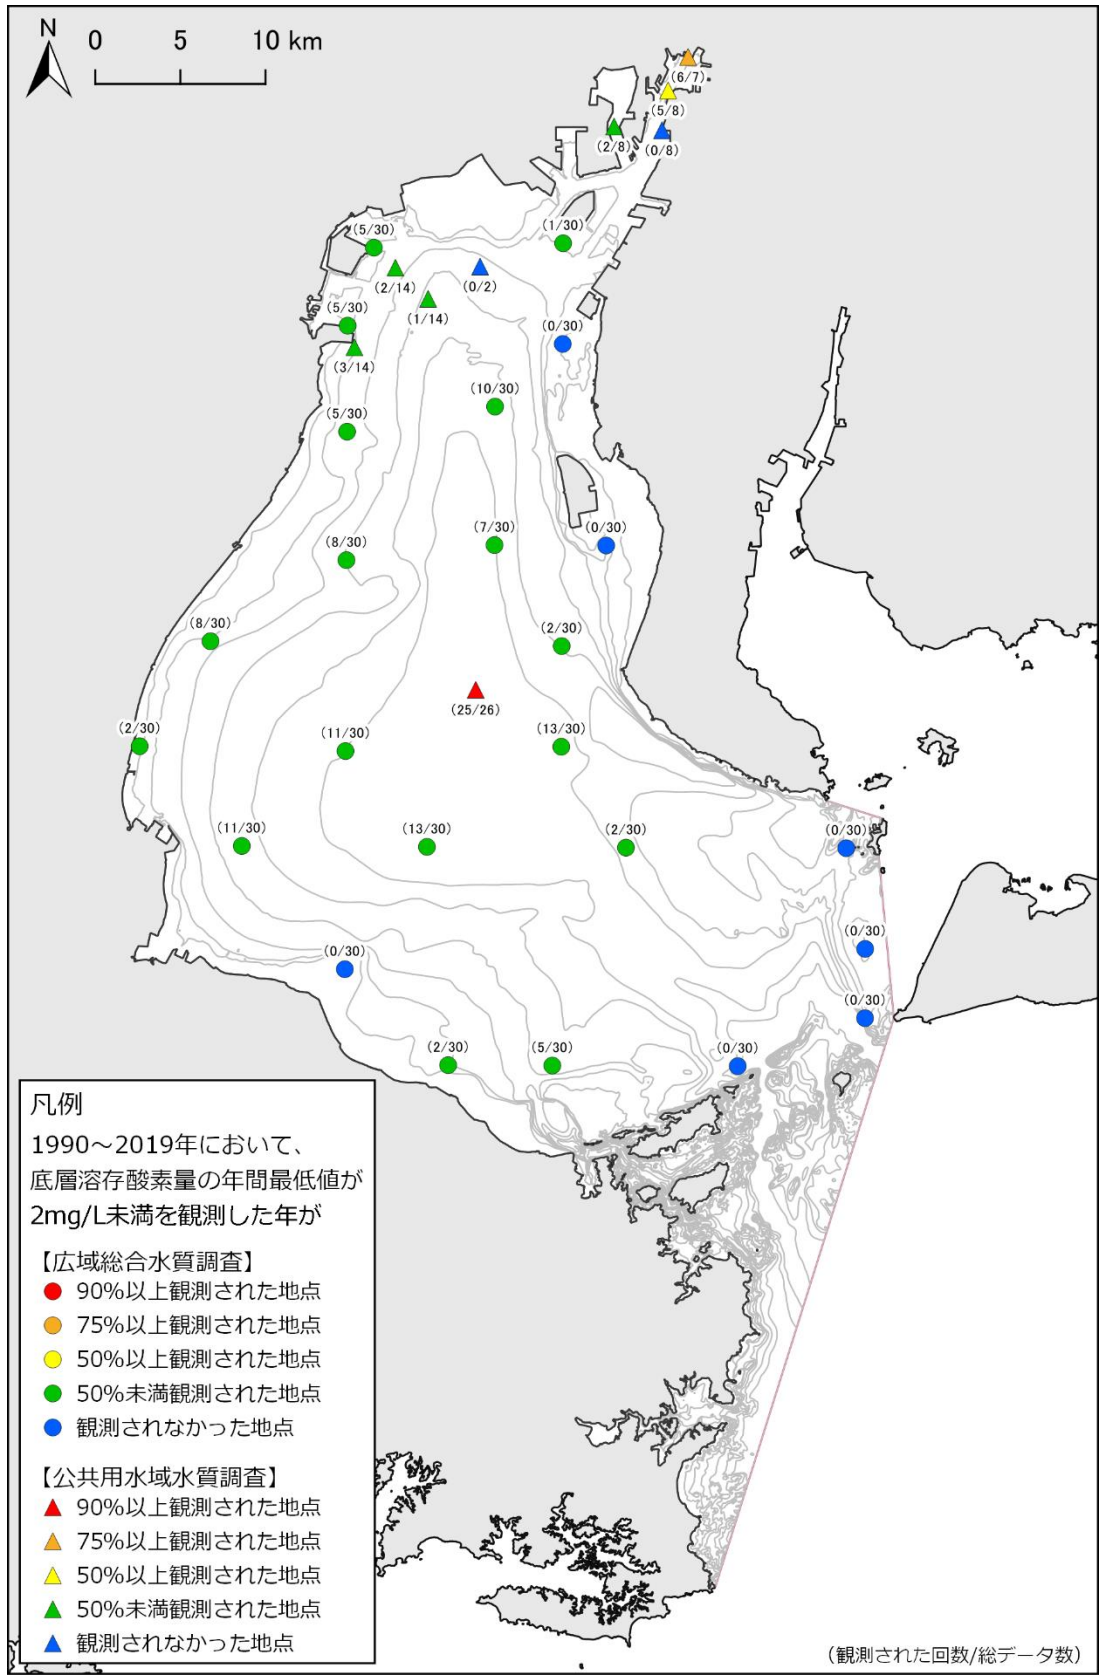 N
0 5 10 km
(6/7)
(5/8)
(2/8)
(0/8)
(5/30)
(1/30)
(2/14)
(0/2)
(1/14)
(5/30)
(0/30)
(3/14)
(10/30)
(5/30)
(7/30)
(0/30)
(8/30)
(8/30)
(2/30)
(25/26)
(2/30)
(11/30)
(13/30)
(11/30)
(13/30)
(2/30)
(0/30)
(0/30)
(0/30)
(0/30)
(2/30)
(5/30)
(0/30)
凡例
1990～2019年において、
底層溶存酸素量の年間最低値が
2mg/L未満を観測した年が
【広域総合水質調査】
90%以上観測された地点
75%以上観測された地点
50%以上観測された地点
50%未満観測された地点
観測されなかった地点
【公共用水域水質調査】
90%以上観測された地点
75%以上観測された地点
50%以上観測された地点
50%未満観測された地点
観測されなかった地点
（観測された回数/総データ数）